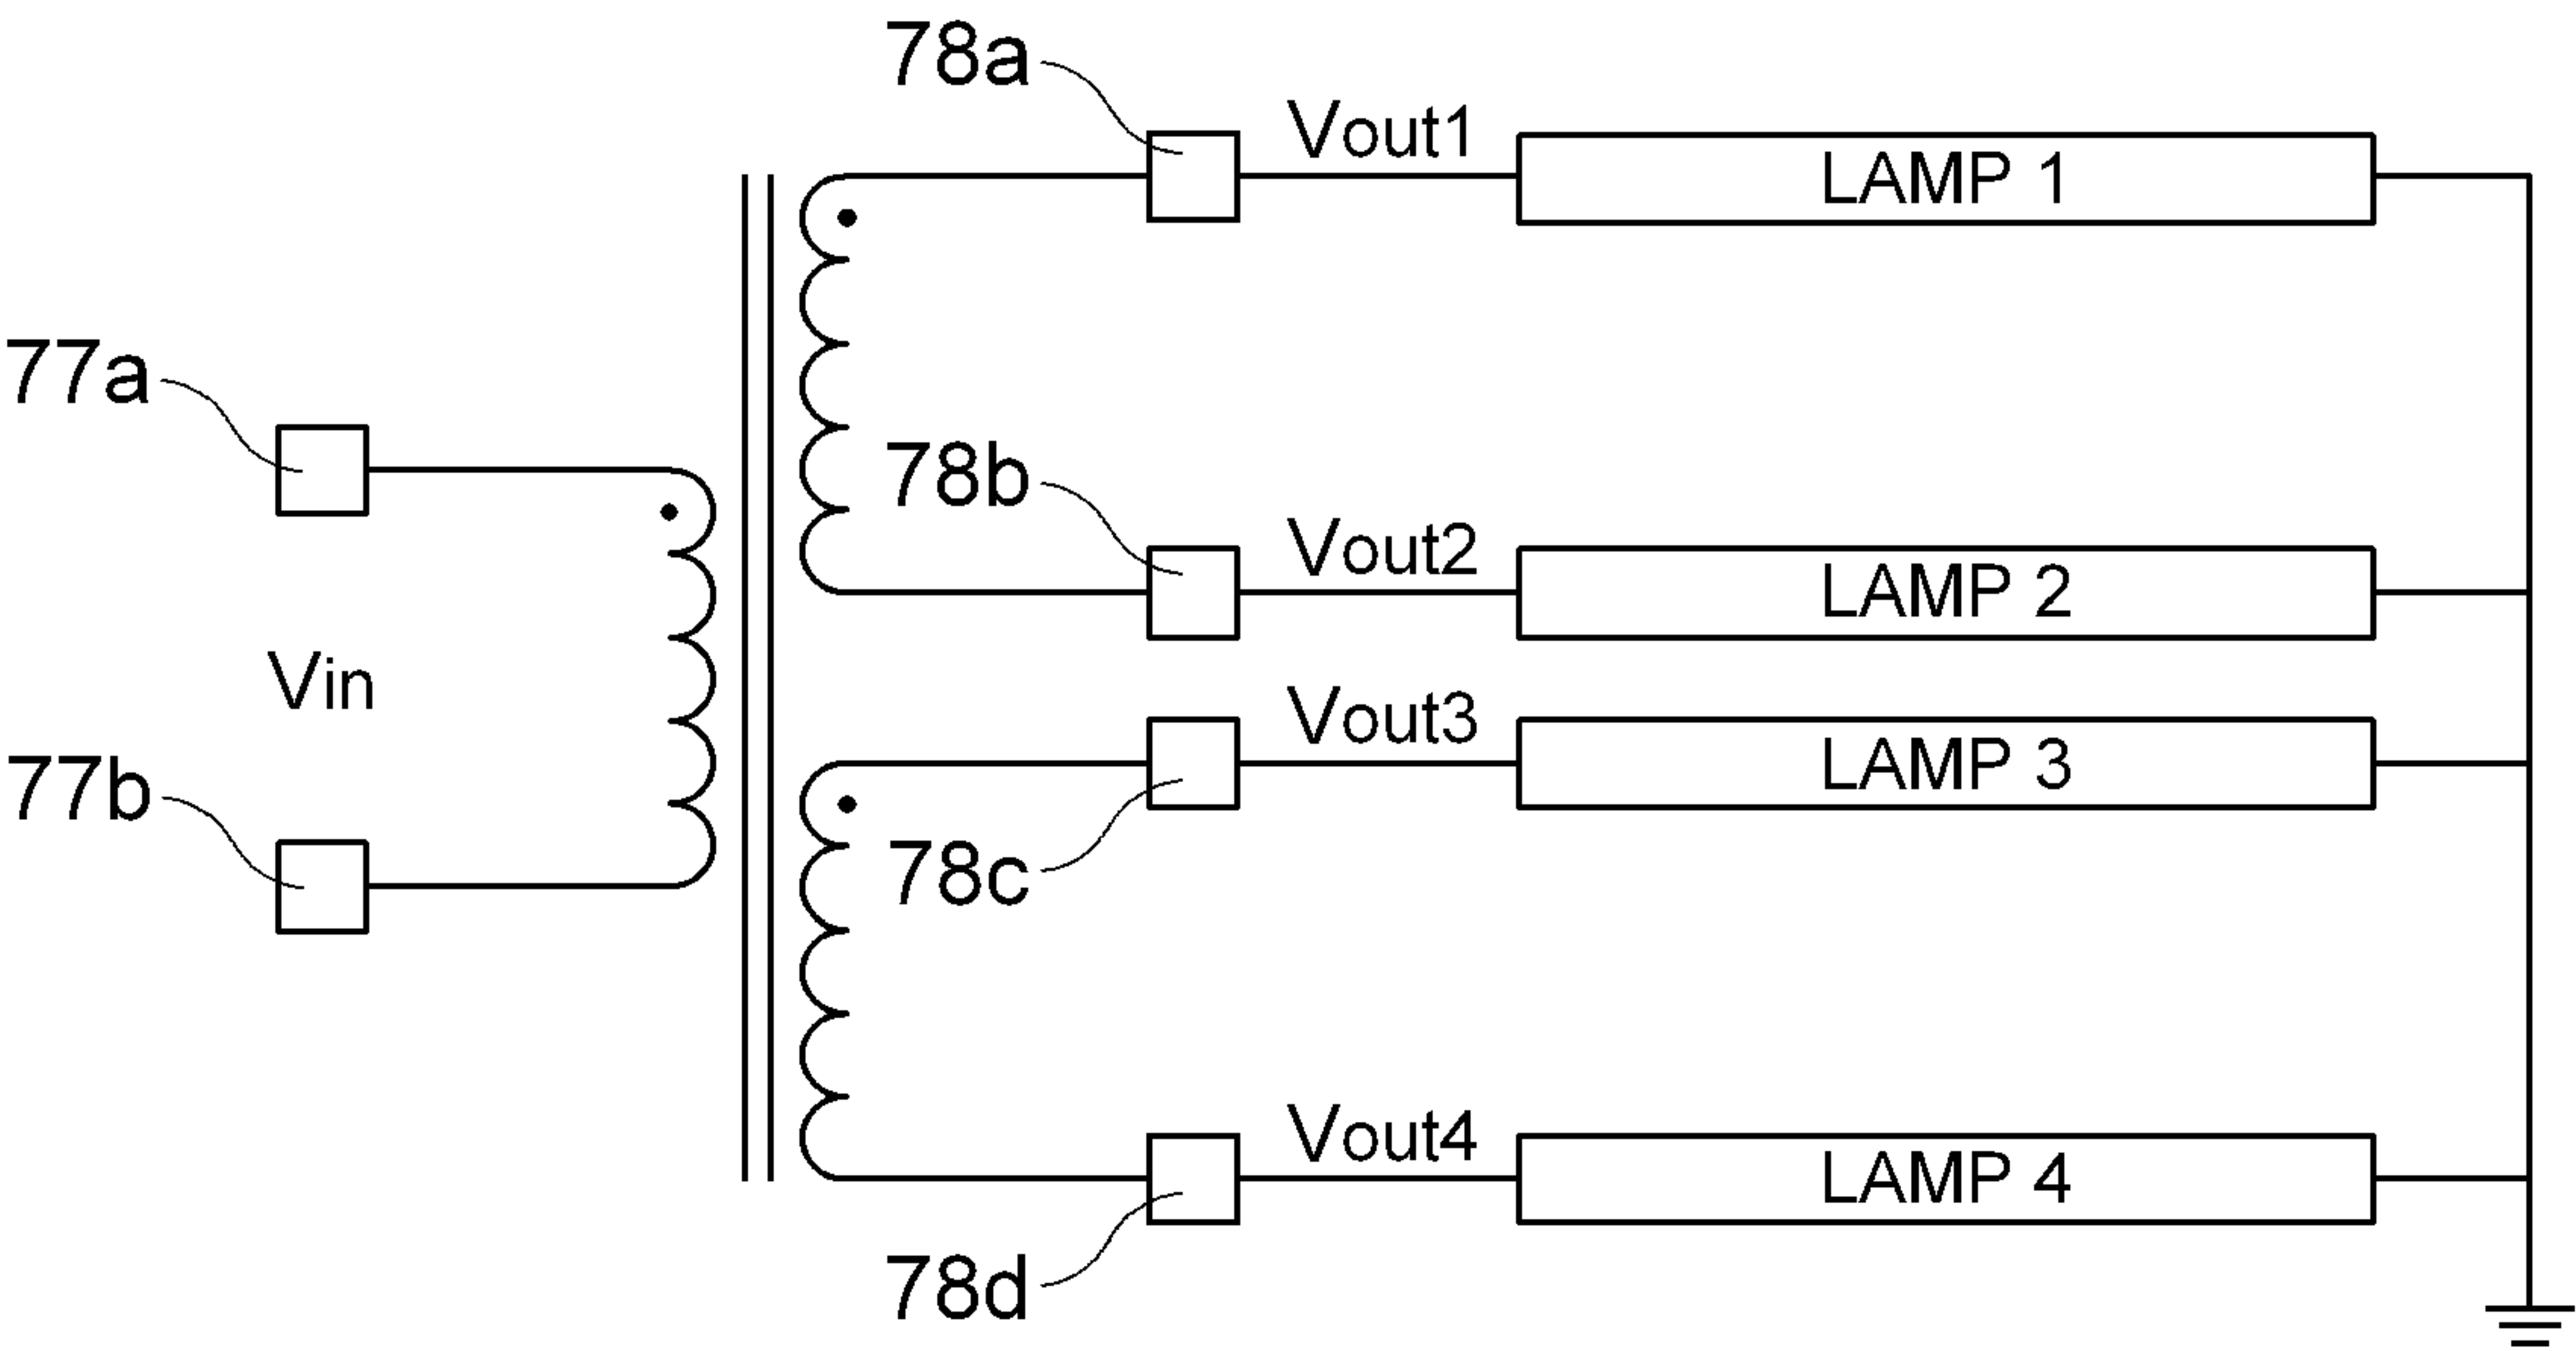 78a
Vout1
LAMP 1
77a
78b
Vout2
LAMP 2
Vin
Vout3
LAMP 3
77b
78c
Vout4
LAMP 4
78d